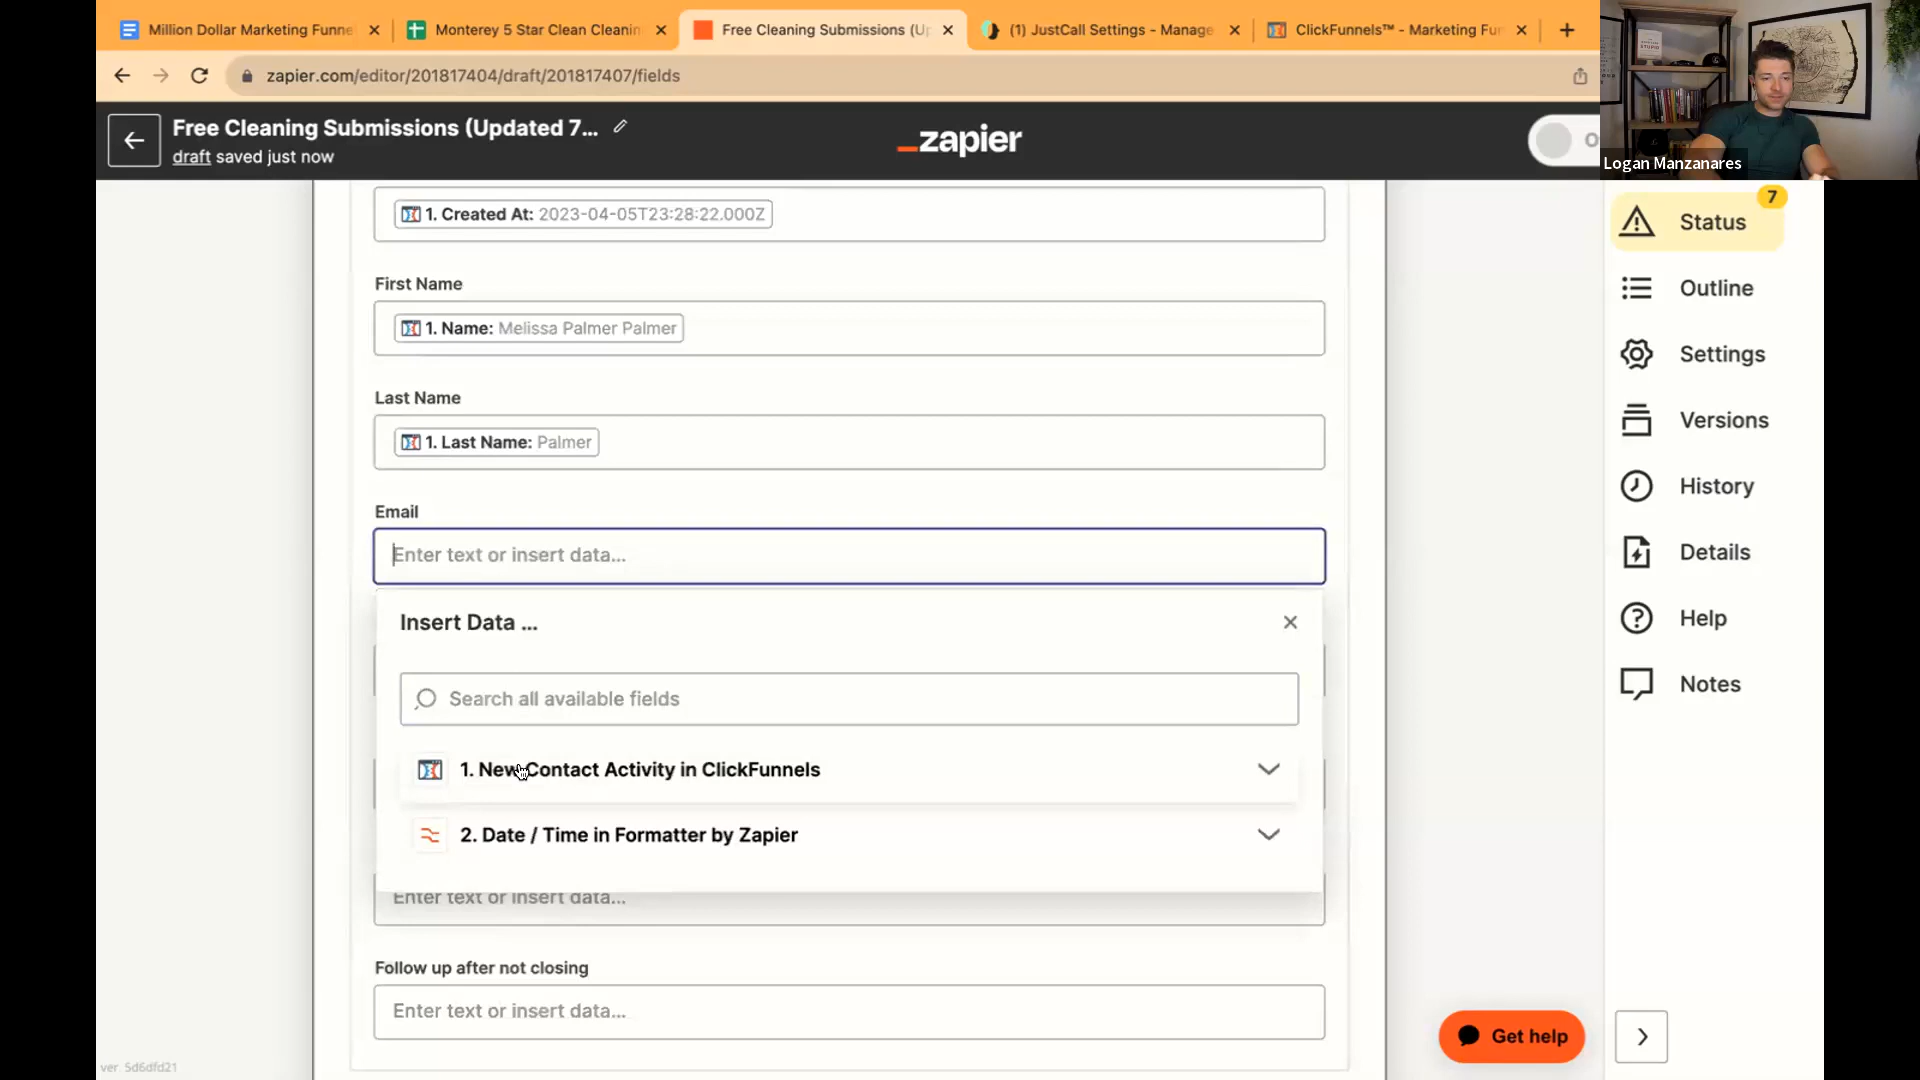 Million Dollar Marketing Funne
Monterey 5 Star Clean Cleanin
Free Cleaning Submissions (Up
(1) JustCall Settings - Manage
ClickFunnels™ - Marketing Fun
zapier.com/editor/201817404/draft/201817407/fields
Free Cleaning Submissions (Updated 7...
draft saved just now
zapier
Logan Manzanares
1. Created At: 2023-04-05T23:28:22.000Z
First Name
1. Name: Melissa Palmer Palmer
Last Name
1. Last Name: Palmer
Email
Enter text or insert data...
Insert Data ...
Search all available fields
1. New Contact Activity in ClickFunnels
2. Date / Time in Formatter by Zapier
Enter text or insert data...
Follow up after not closing
Enter text or insert data...
7
Status
Outline
Settings
Versions
History
Details
Help
Notes
Get help
ver. 5d6dfd21